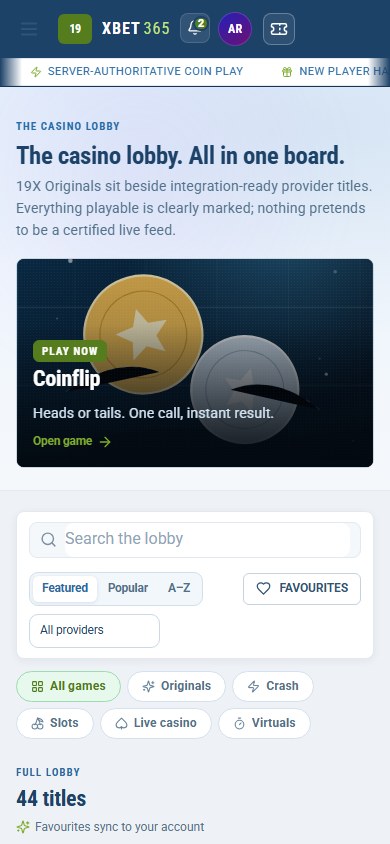 19 XBET 365 2 AR
SERVER-AUTHORITATIVE COIN PLAY NEW PLAYER
THE CASINO LOBBY
The casino lobby. All in one board.
19X Originals sit beside integration-ready provider titles.
Everything playable is clearly marked; nothing pretends
to be a certified live feed.
PLAY NOW
Coinflip
Heads or tails. One call, instant result.
Open game
Search the lobby
Featured Popular A–Z FAVOURITES
All providers
All games Originals Crash
Slots Live casino Virtuals
FULL LOBBY
44 titles
Favourites sync to your account